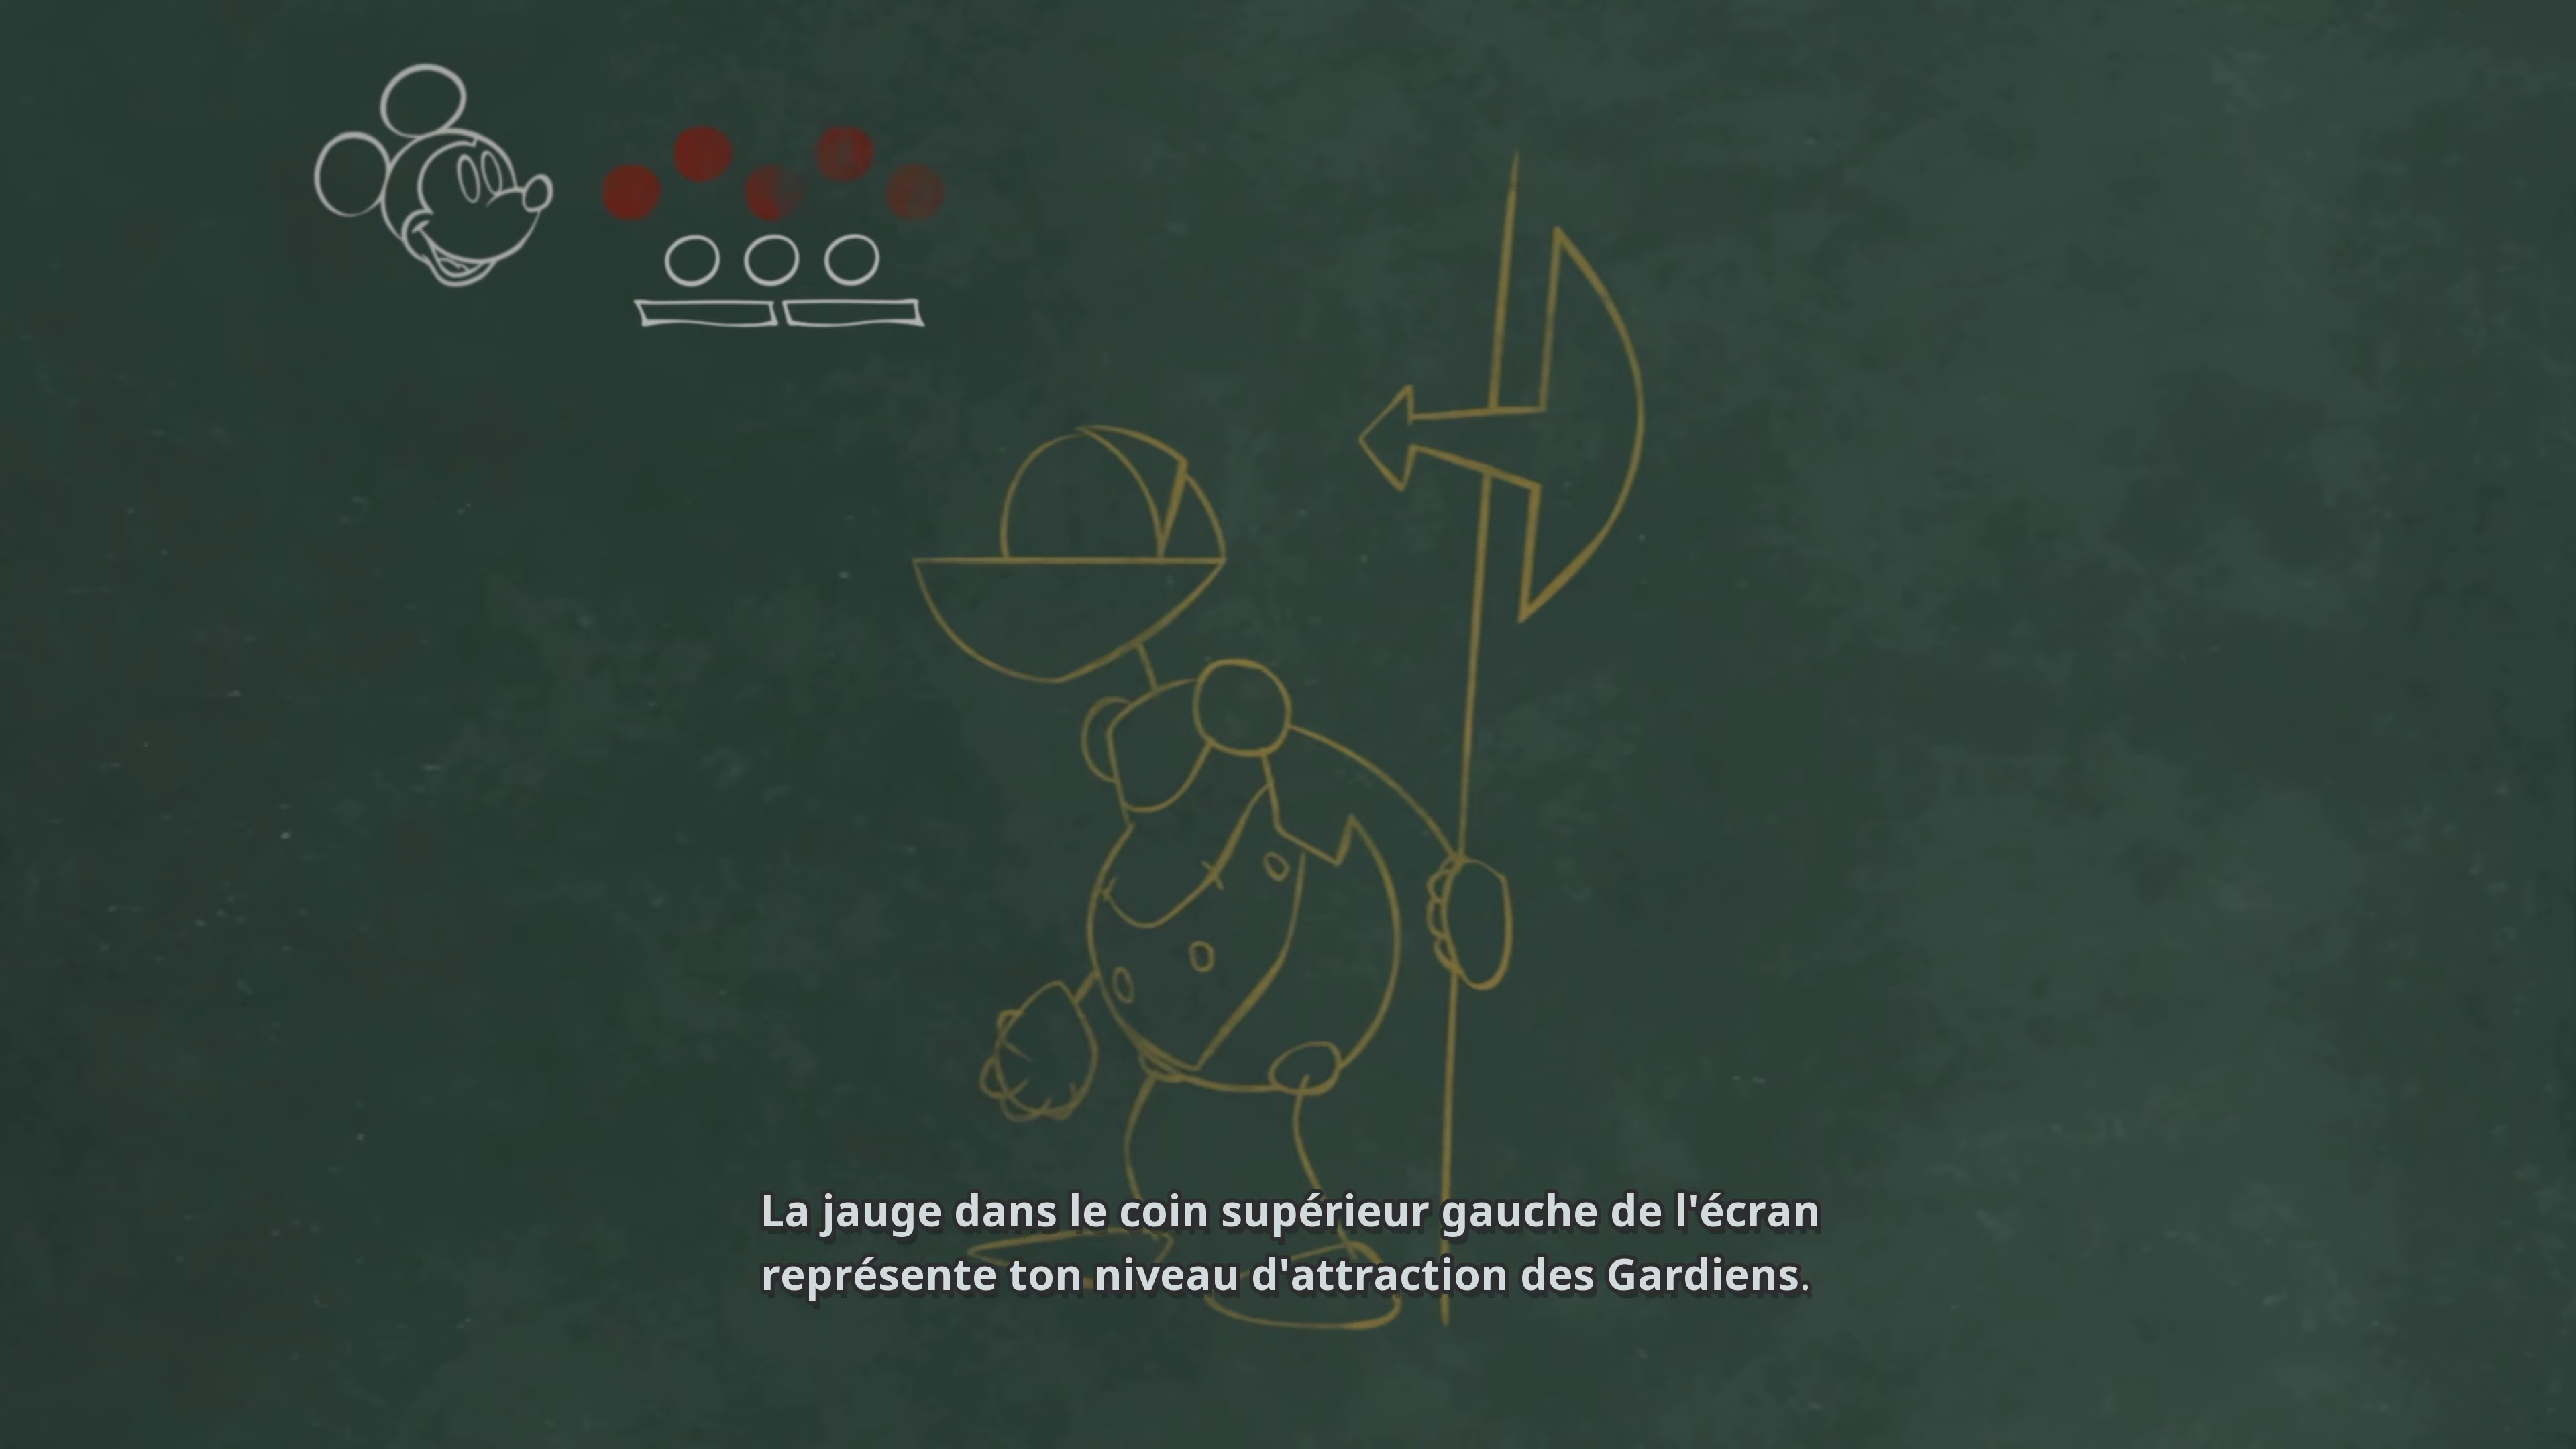 La jauge dans le coin supérieur gauche de l'écran
représente ton niveau d'attraction des Gardiens.